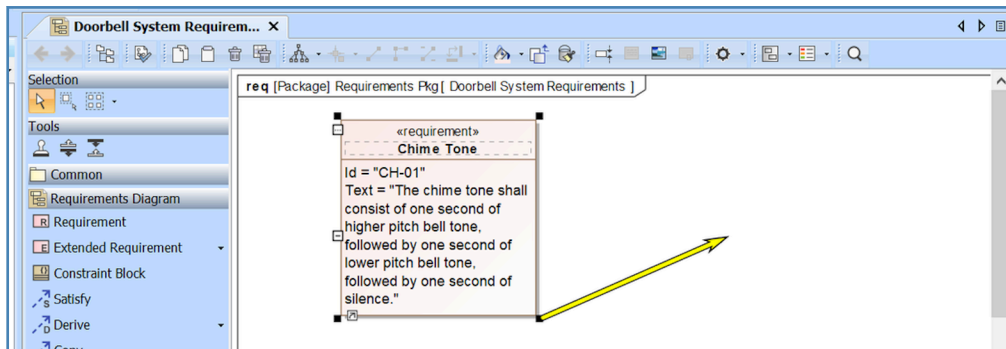 Doorbell System Requirem... X
Selection
req [Package] Requirements Pkg[ Doorbell System Requirements ]
Tools
Common
Requirements Diagram
R Requirement
E Extended Requirement
Constraint Block
S Satisfy
D Derive
«requirement»
Chime Tone
Id = "CH-01"
Text = "The chime tone shall
consist of one second of
higher pitch bell tone,
followed by one second of
lower pitch bell tone,
followed by one second of
silence."